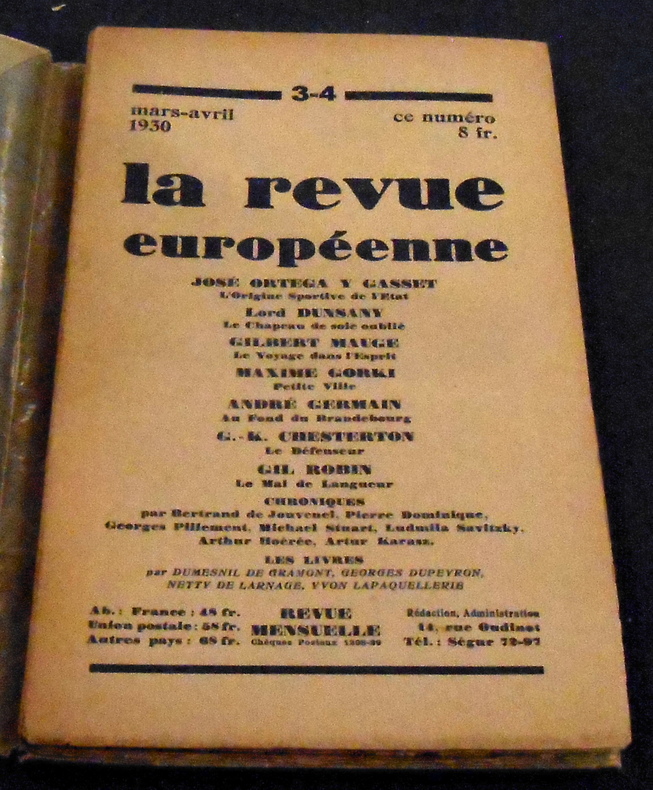 3-4
mars-avril
1930
ce numéro
8 fr.
la revue
européenne
JOSÉ ORTEGA Y GASSET
L'Origine Sportive de l'Etat
Lord DUNSANY
Le Chapeau de soie oublié
GILBERT MAUGE
Le Voyage dans l'Esprit
MAXIME GORKI
Petite Ville
ANDRÉ GERMAIN
Au Fond du Brandebourg
G.-K. CHESTERTON
Le Défenseur
GIL ROBIN
Le Mal de Langueur
CHRONIQUES
par Bertrand de Jouvenel, Pierre Dominique,
Georges Pillement, Michael Stuart, Ludmila Savitzky,
Arthur Hoérée, Artur Karasz.
LES LIVRES
par DUMESNIL DE GRAMONT, GEORGES DUPEYRON,
NETTY DE LARNAGE, YVON LAPAQUELLERIE
Ab.: France : 48 fr.
Union postale: 58 fr.
Autres pays : 68 fr.
REVUE
MENSUELLE
Chèques Postaux
Rédaction, Administration
14, rue Oudinot
Tél.: Ségur 72-97